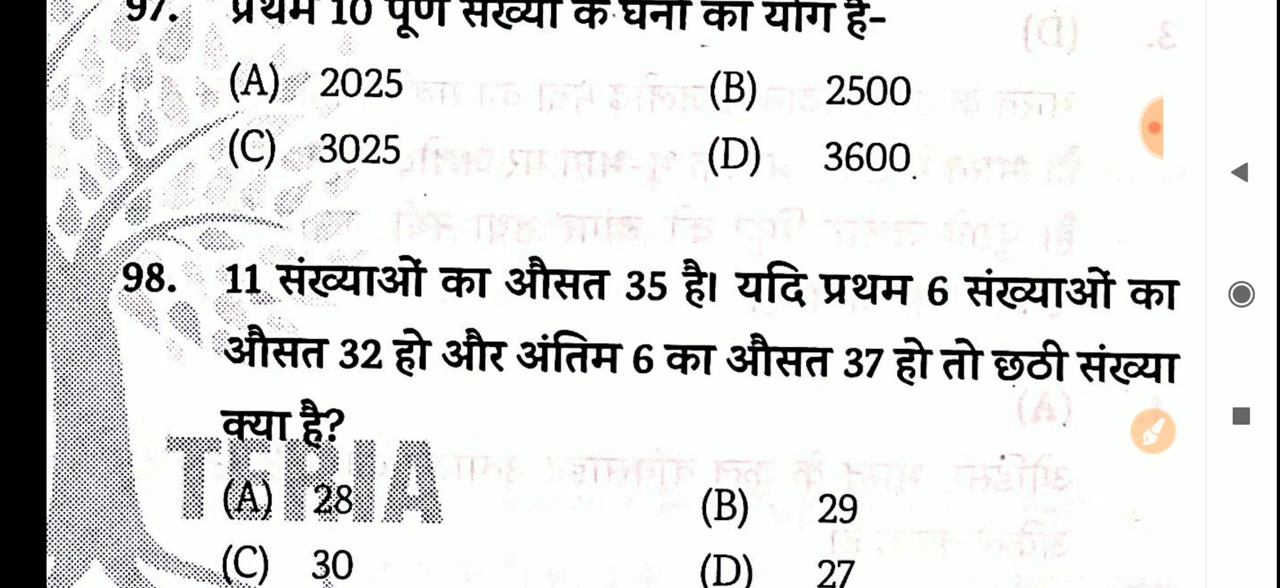 97. प्रथम 10 पूर्ण संख्या के घनों का योग है-
(A) 2025 (B) 2500
(C) 3025 (D) 3600
98. 11 संख्याओं का औसत 35 है। यदि प्रथम 6 संख्याओं का
औसत 32 हो और अंतिम 6 का औसत 37 हो तो छठी संख्या
क्या है?
(A) 28 (B) 29
(C) 30 (D) 27